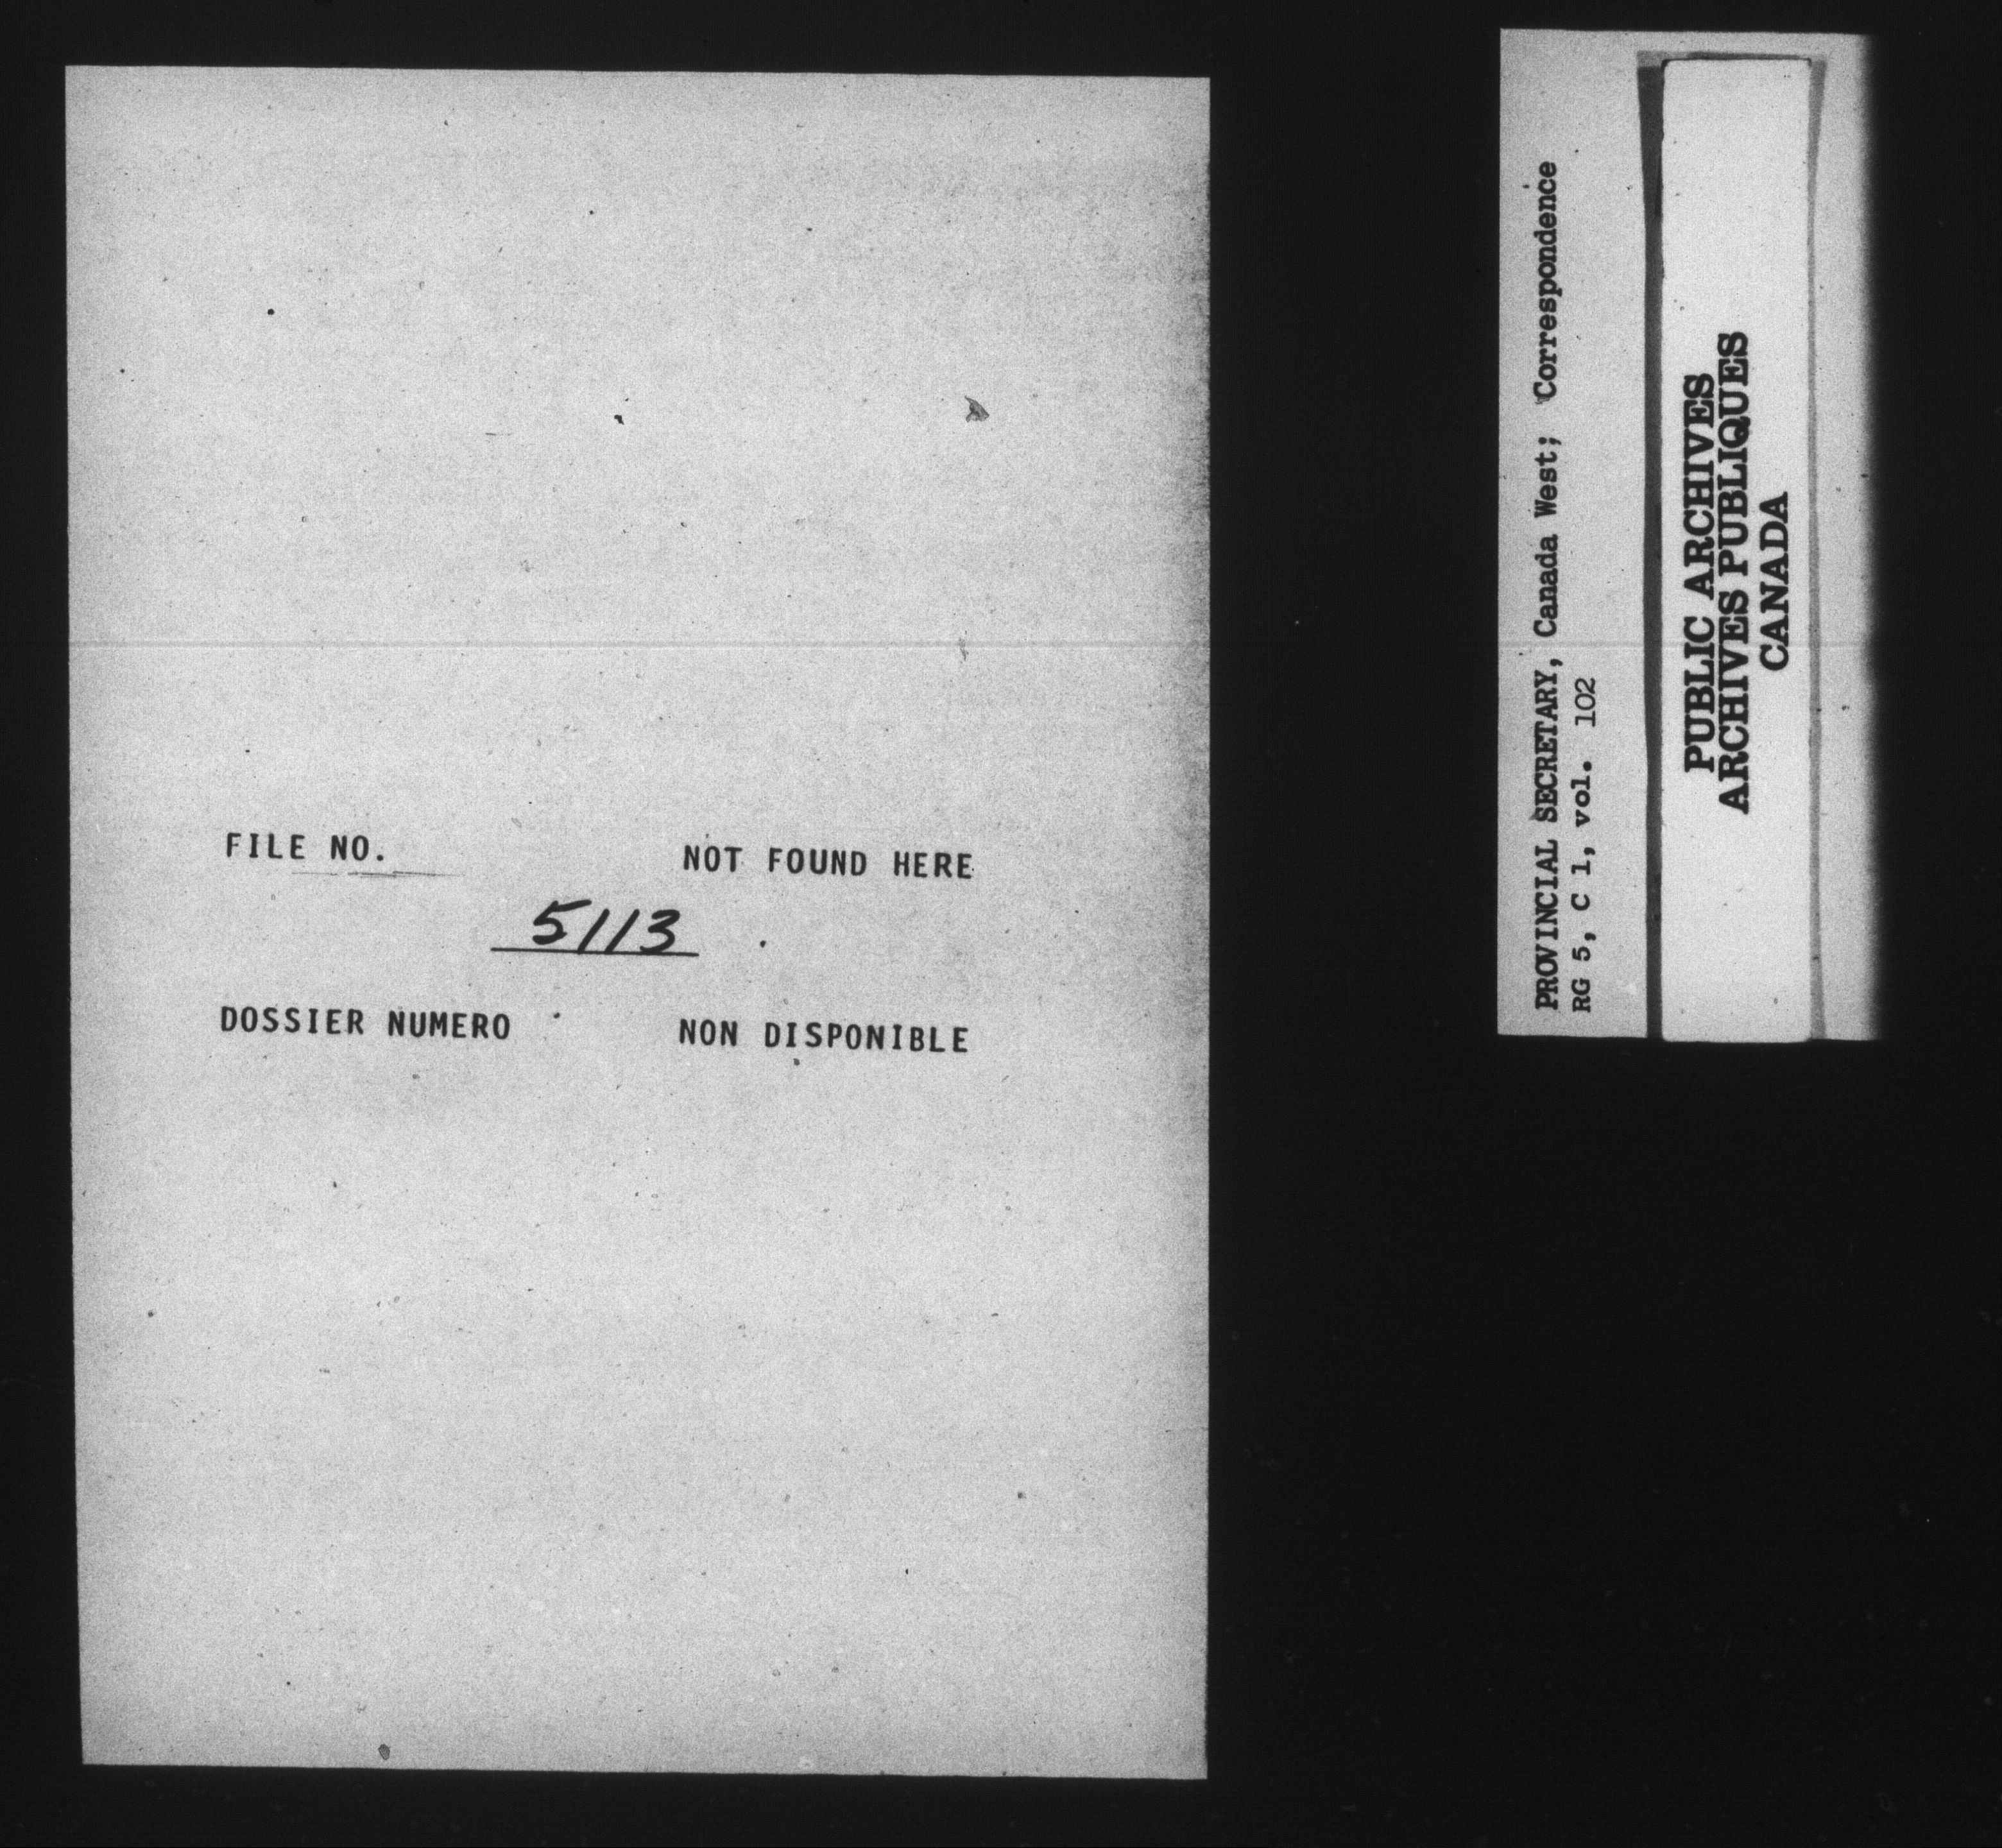 FILE NO. NOT FOUND HERE
5113
DOSSIER NUMERO NON DISPONIBLE
PROVINCIAL SECRETARY, Canada West; Correspondence
RG 5, C 1, vol. 102
PUBLIC ARCHIVES
ARCHIVES PUBLIQUES
CANADA